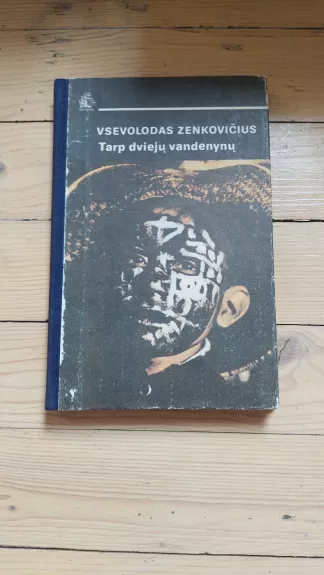 VSEVOLODAS ZENKOVIČIUS
Tarp dviejų vandenynų